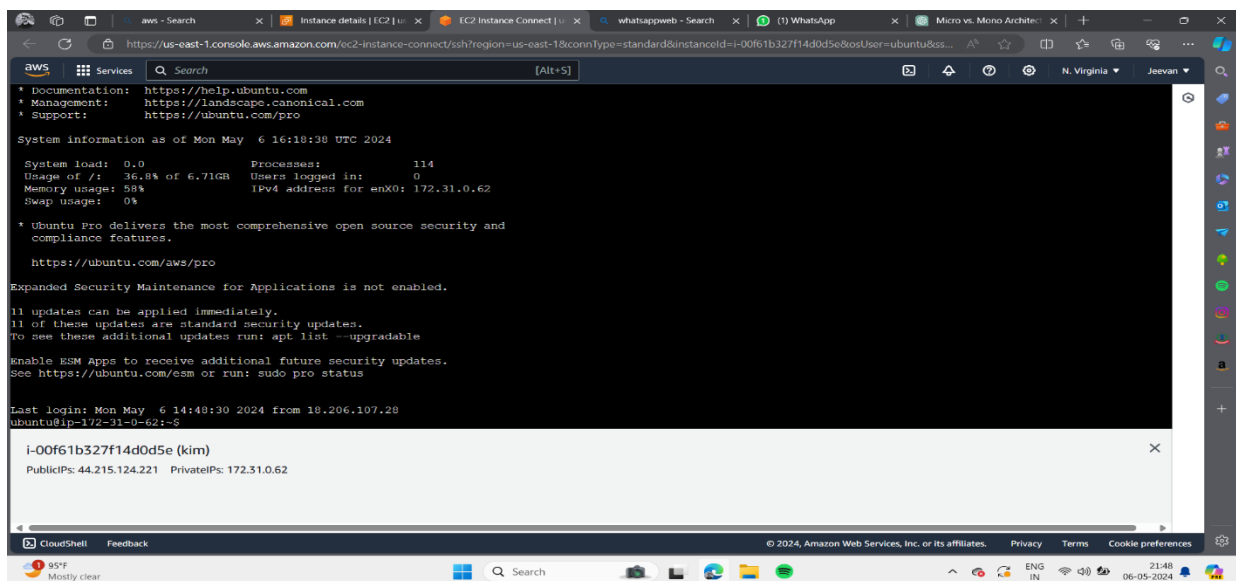 aws - Search
Instance details | EC2 | us
EC2 Instance Connect | u
whatsappweb - Search
(1) WhatsApp
Micro vs. Mono Architect
https://us-east-1.console.aws.amazon.com/ec2-instance-connect/ssh?region=us-east-1&connType=standard&instanceId=i-00f61b327f14d0d5e&osUser=ubuntu&ss...
aws Services Search [Alt+S] N. Virginia Jeevan
* Documentation: https://help.ubuntu.com
* Management: https://landscape.canonical.com
* Support: https://ubuntu.com/pro
System information as of Mon May 6 16:18:38 UTC 2024
System load: 0.0 Processes: 114
Usage of /: 36.8% of 6.71GB Users logged in: 0
Memory usage: 58% IPv4 address for enX0: 172.31.0.62
Swap usage: 0%
* Ubuntu Pro delivers the most comprehensive open source security and
compliance features.
https://ubuntu.com/aws/pro
Expanded Security Maintenance for Applications is not enabled.
11 updates can be applied immediately.
11 of these updates are standard security updates.
To see these additional updates run: apt list --upgradable
Enable ESM Apps to receive additional future security updates.
See https://ubuntu.com/esm or run: sudo pro status
Last login: Mon May 6 14:48:30 2024 from 18.206.107.28
ubuntu@ip-172-31-0-62:~$
i-00f61b327f14d0d5e (kim)
PublicIPs: 44.215.124.221 PrivateIPs: 172.31.0.62
CloudShell Feedback © 2024, Amazon Web Services, Inc. or its affiliates. Privacy Terms Cookie preferences
1 95°F
Mostly clear
Search
ENG
IN
21:48
06-05-2024